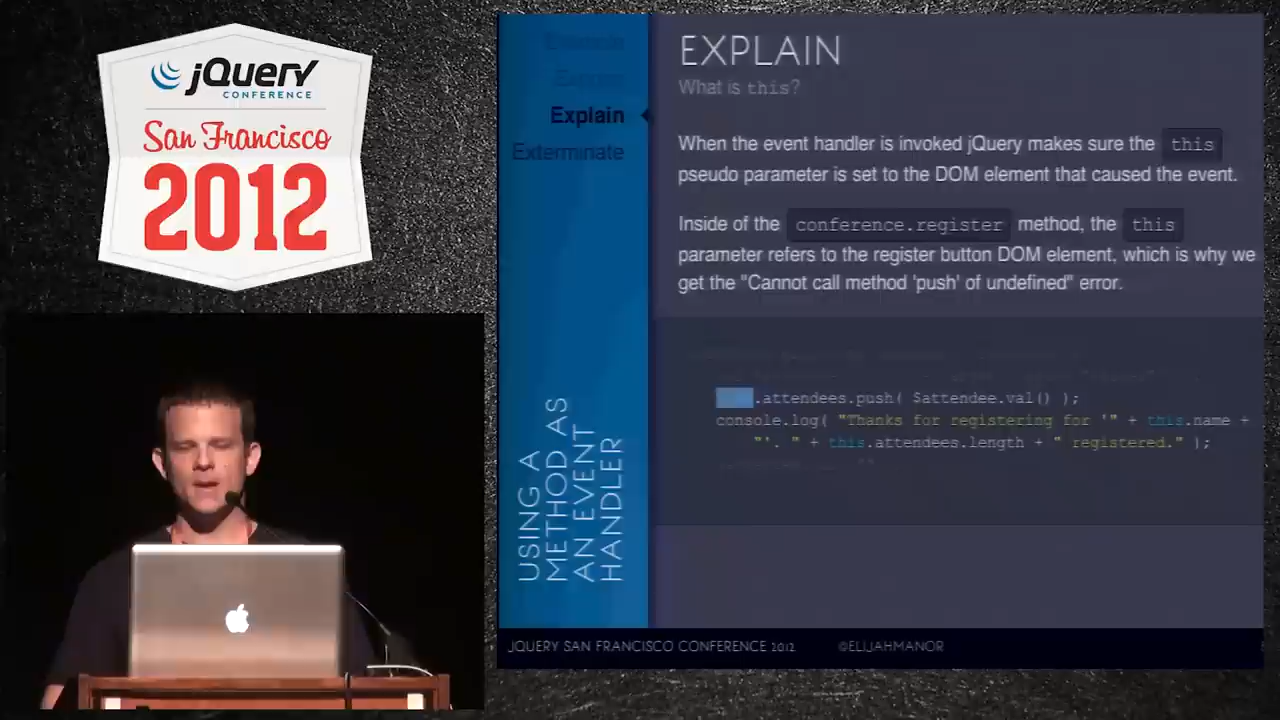 jQuery
CONFERENCE
San Francisco
2012
Explain
Exterminate
USING A
METHOD AS
AN EVENT
HANDLER
EXPLAIN
What is this?
When the event handler is invoked jQuery makes sure the this
pseudo parameter is set to the DOM element that caused the event.
Inside of the conference.register method, the this
parameter refers to the register button DOM element, which is why we
get the "Cannot call method 'push' of undefined" error.
.attendees.push( $attendee.val() );
console.log( "Thanks for registering for '" + this.name +
"'. " + this.attendees.length + " registered." );
JQUERY SAN FRANCISCO CONFERENCE 2012
@ELIJAHMANOR